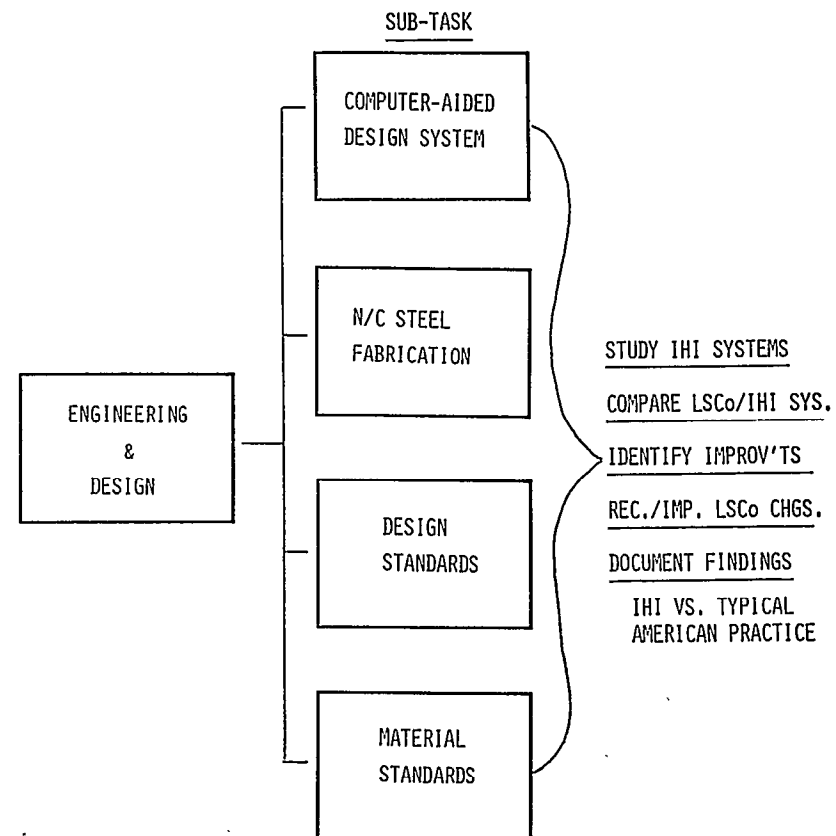 SUB-TASK
COMPUTER-AIDED
DESIGN SYSTEM
N/C STEEL
FABRICATION
ENGINEERING
&
DESIGN
DESIGN
STANDARDS
MATERIAL
STANDARDS
STUDY IHI SYSTEMS
COMPARE LSCo/IHI SYS.
IDENTIFY IMPROV'TS
REC./IMP. LSCo CHGS.
DOCUMENT FINDINGS
IHI VS. TYPICAL
AMERICAN PRACTICE